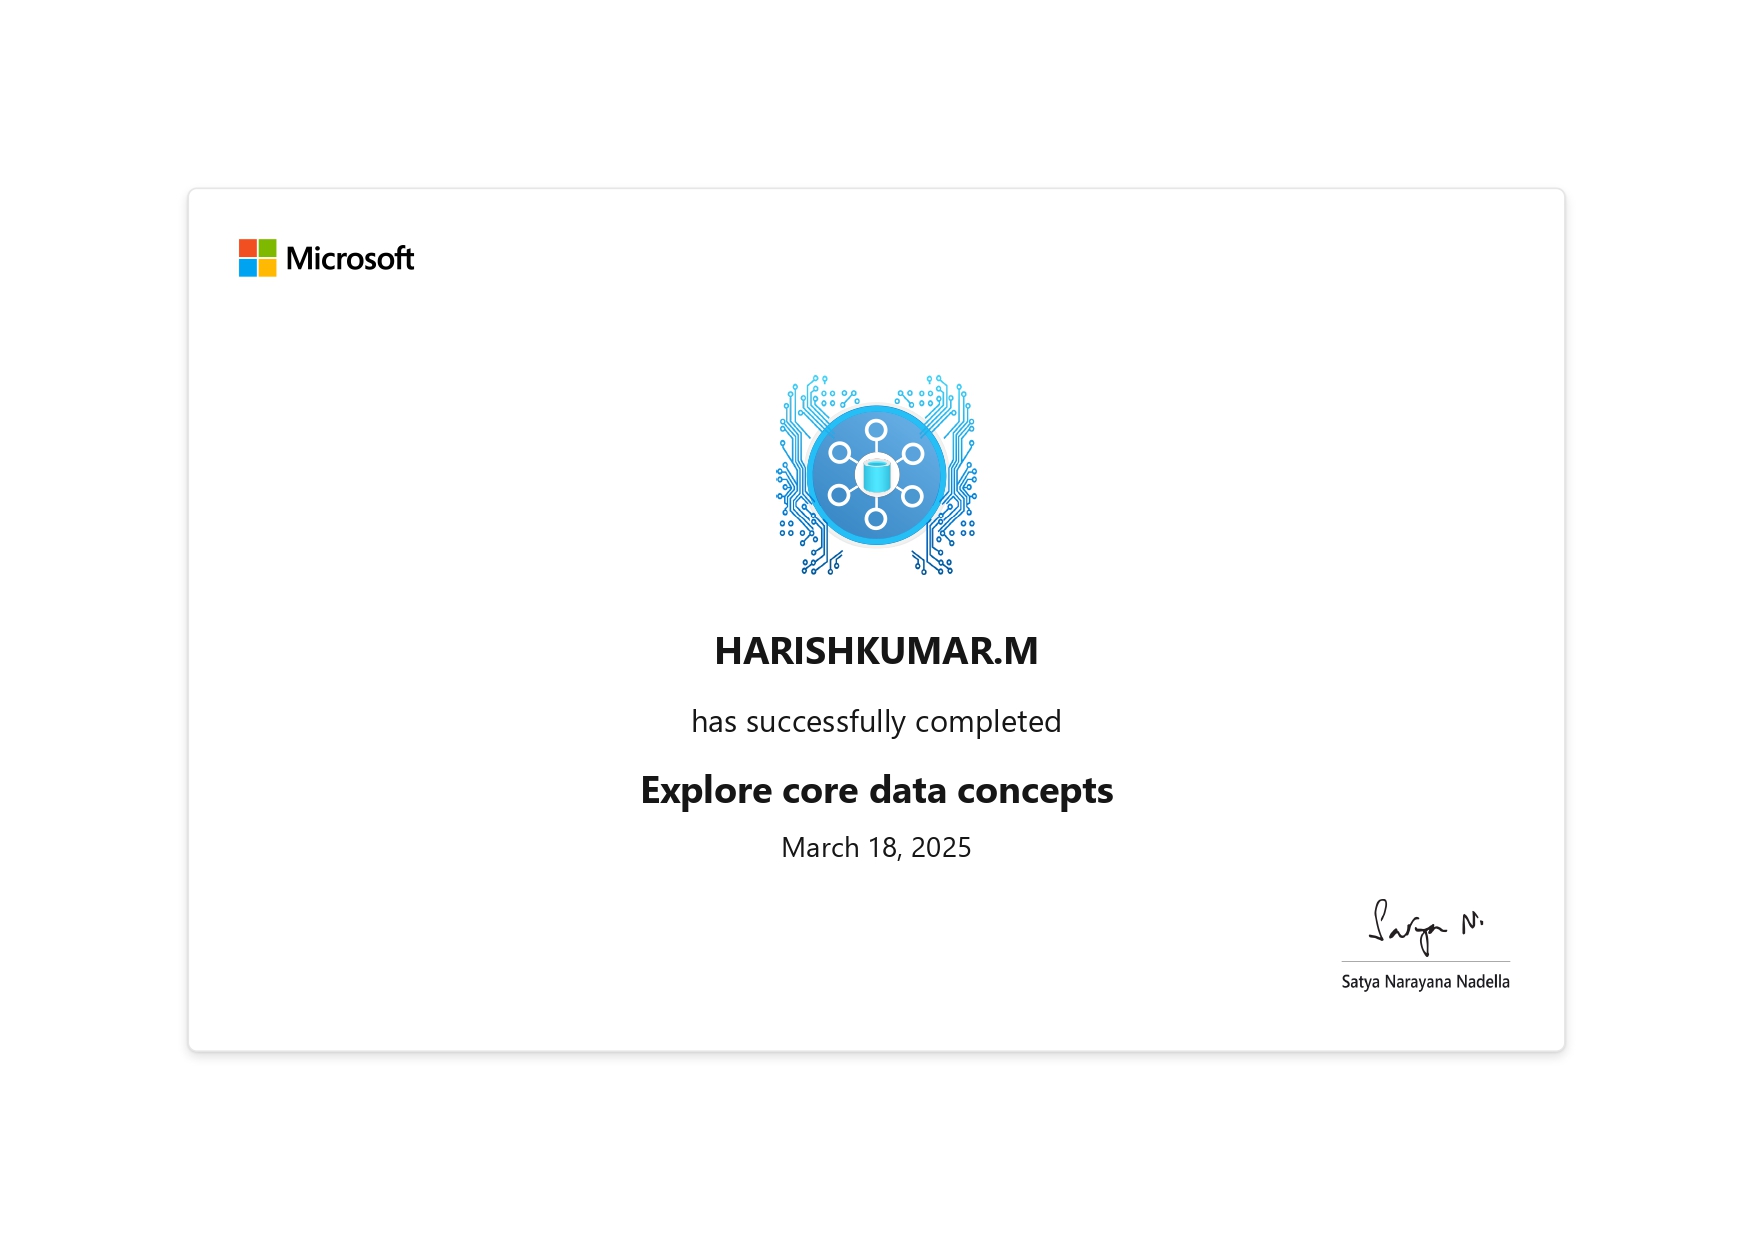 Microsoft
HARISHKUMAR.M
has successfully completed
Explore core data concepts
March 18, 2025
Satya N.
Satya Narayana Nadella